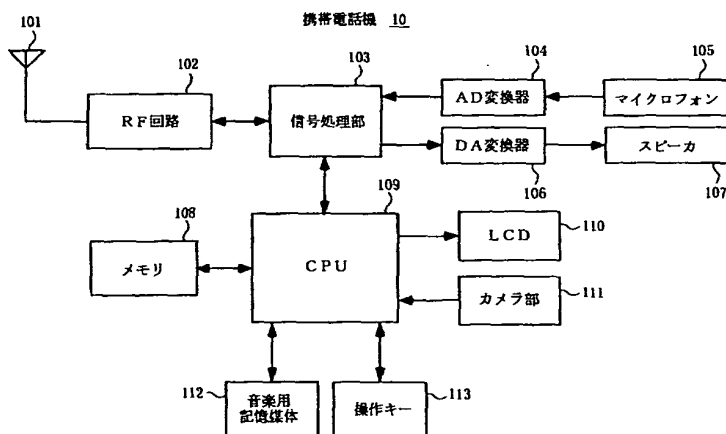 携帯電話機 10
101
102
103
104
105
RF回路
信号処理部
AD変換器
マイクロフォン
DA変換器
スピーカ
106
107
108
109
メモリ
CPU
LCD
110
カメラ部
111
112
音楽用
記憶媒体
操作キー
113